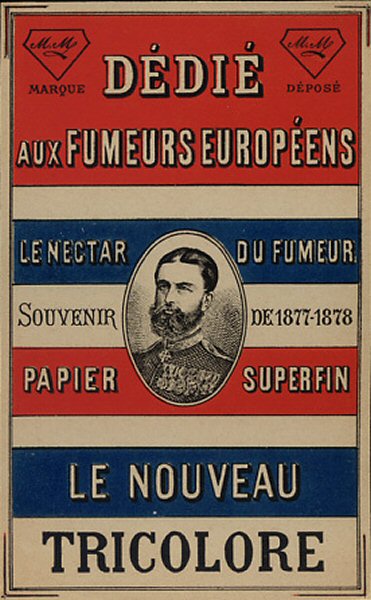 M M
M M
MARQUE
DÉPOSÉ
DÉDIÉ
AUX FUMEURS EUROPÉENS
LE NECTAR DU FUMEUR
SOUVENIR DE 1877-1878
PAPIER SUPERFIN
LE NOUVEAU
TRICOLORE